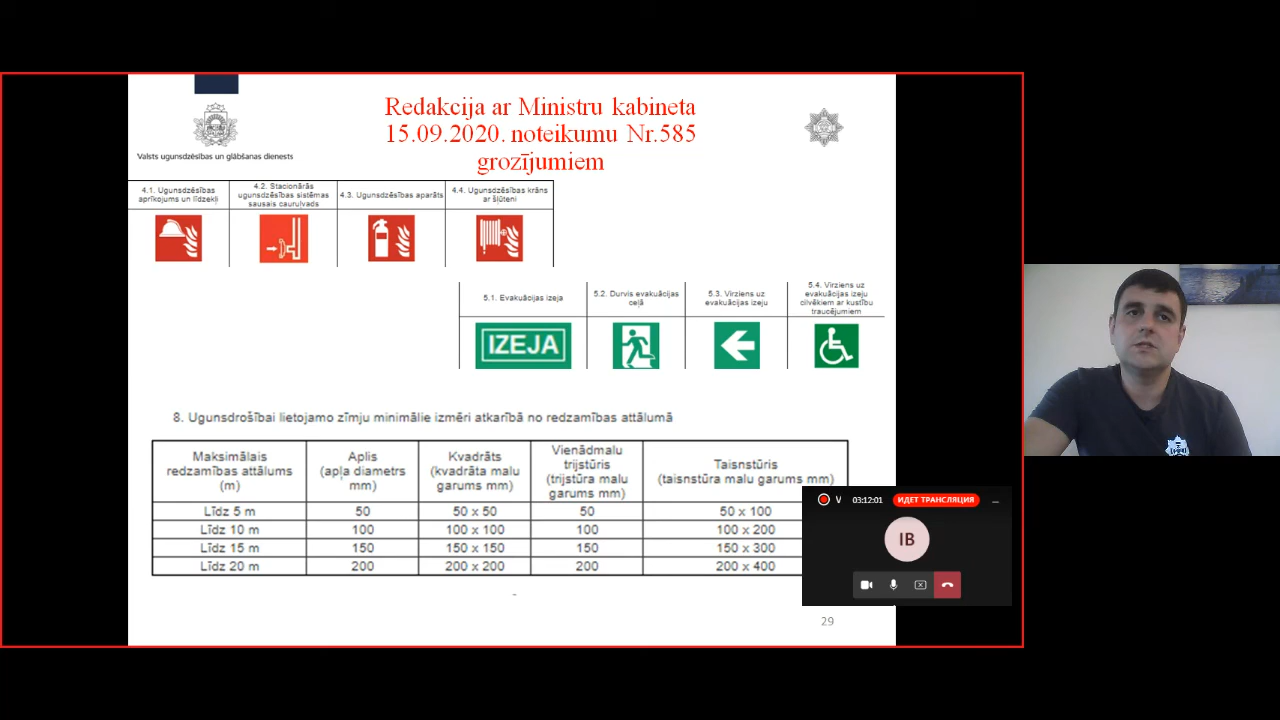 Redakcija ar Ministru kabineta
15.09.2020. noteikumu Nr.585
grozījumiem
Valsts ugunsdzēsības un glābšanas dienests
4.1. Ugunsdzēsības
aprīkojums un līdzekļi
4.2. Stacionārās
ugunsdzēsības sistēmas
sausais cauruļvads
4.3. Ugunsdzēsības aparāts
4.4. Ugunsdzēsības krāns
ar šļūteni
5.1. Evakuācijas izeja
5.2. Durvis evakuācijas
ceļā
5.3. Virziens uz
evakuācijas izeju
5.4. Virziens uz
evakuācijas izeju
cilvēkiem ar kustību
traucējumiem
IZEJA
8. Ugunsdrošībai lietojamo zīmju minimālie izmēri atkarībā no redzamības attālumā
Maksimālais
redzamības attālums
(m)
Aplis
(apļa diametrs
mm)
Kvadrāts
(kvadrāta malu
garums mm)
Vienādmalu
trijstūris
(trijstūra malu
garums mm)
Taisnstūris
(taisnstūra malu garums mm)
Līdz 5 m 50 50 x 50 50 50 x 100
Līdz 10 m 100 100 x 100 100 100 x 200
Līdz 15 m 150 150 x 150 150 150 x 300
Līdz 20 m 200 200 x 200 200 200 x 400
V 03:12:01 ИДЕТ ТРАНСЛЯЦИЯ
IB
29